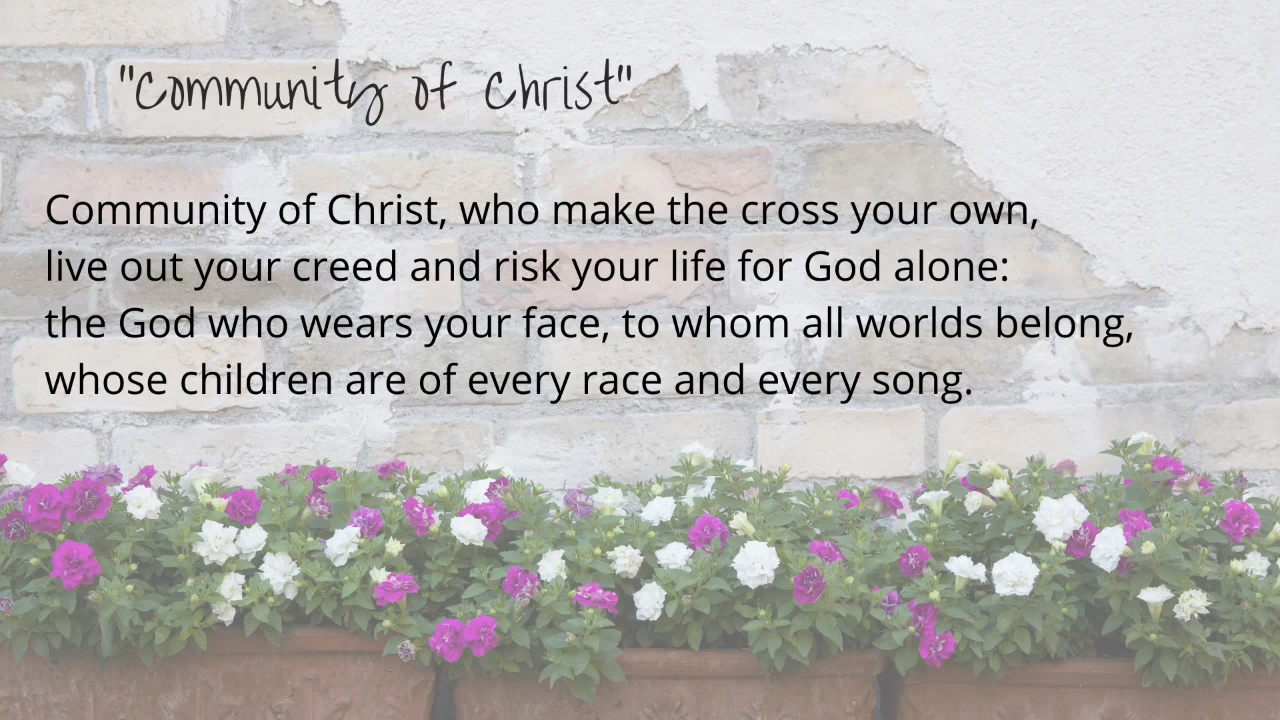 "Community of Christ"
Community of Christ, who make the cross your own,
live out your creed and risk your life for God alone:
the God who wears your face, to whom all worlds belong,
whose children are of every race and every song.